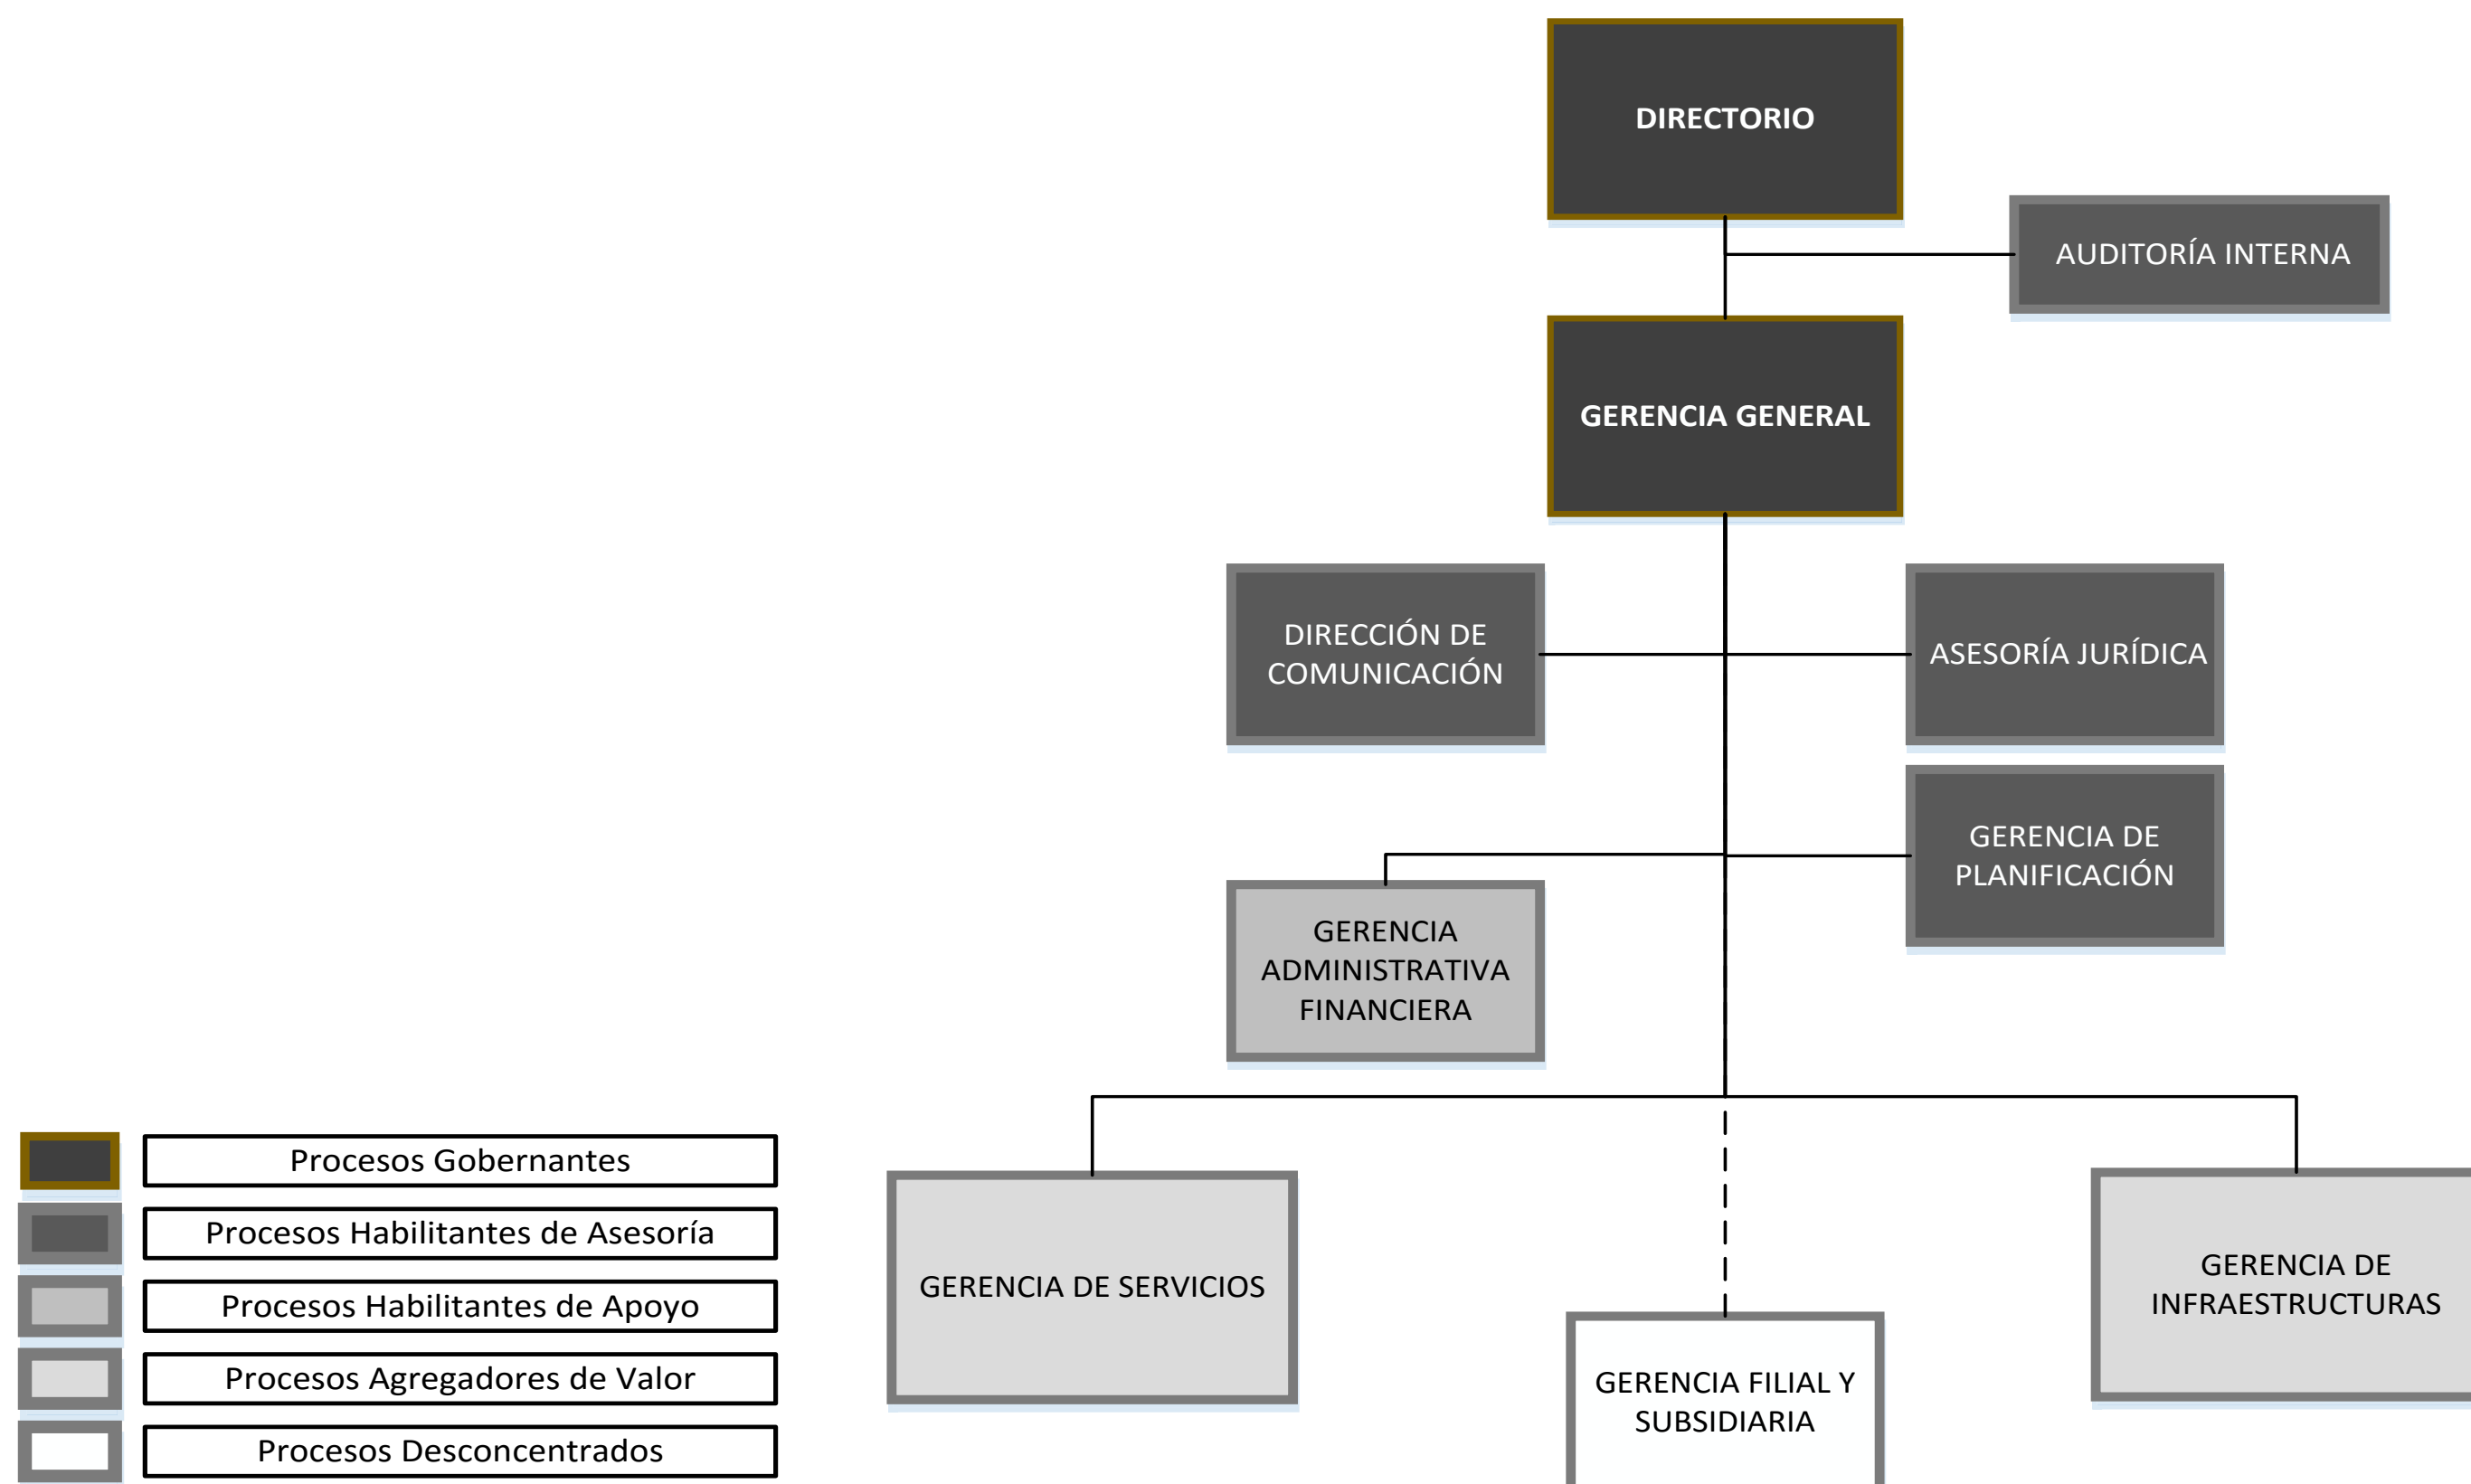 DIRECTORIO
AUDITORÍA INTERNA
GERENCIA GENERAL
DIRECCIÓN DE
COMUNICACIÓN
ASESORÍA JURÍDICA
GERENCIA DE
PLANIFICACIÓN
GERENCIA
ADMINISTRATIVA
FINANCIERA
GERENCIA DE SERVICIOS
GERENCIA FILIAL Y
SUBSIDIARIA
GERENCIA DE
INFRAESTRUCTURAS
Procesos Gobernantes
Procesos Habilitantes de Asesoría
Procesos Habilitantes de Apoyo
Procesos Agregadores de Valor
Procesos Desconcentrados